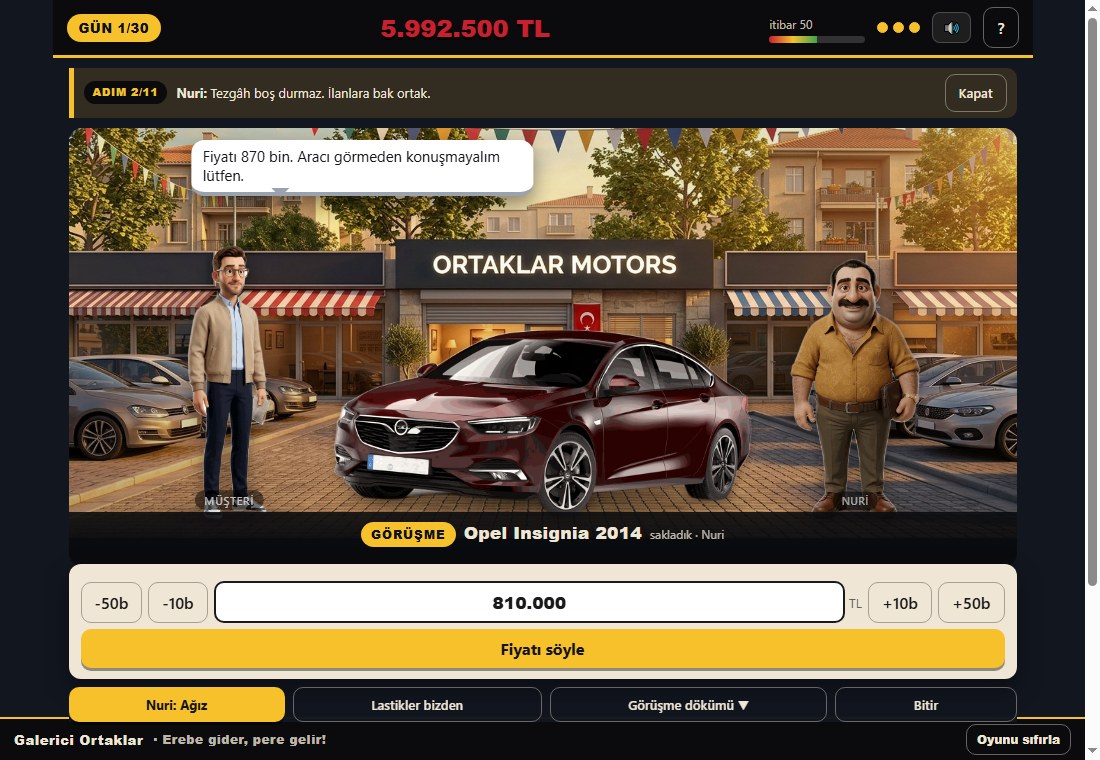 GÜN 1/30
5.992.500 TL
itibar 50
?
ADIM 2/11 Nuri: Tezgâh boş durmaz. İlanlara bak ortak.
Kapat
Fiyatı 870 bin. Aracı görmeden konuşmayalım
lütfen.
ORTAKLAR MOTORS
MÜŞTERİ
NURİ
GÖRÜŞME Opel Insignia 2014 sakladık · Nuri
-50b
-10b
810.000
TL
+10b
+50b
Fiyatı söyle
Nuri: Ağız
Lastikler bizden
Görüşme dökümü ▼
Bitir
Galerici Ortaklar · Erebe gider, pere gelir!
Oyunu sıfırla